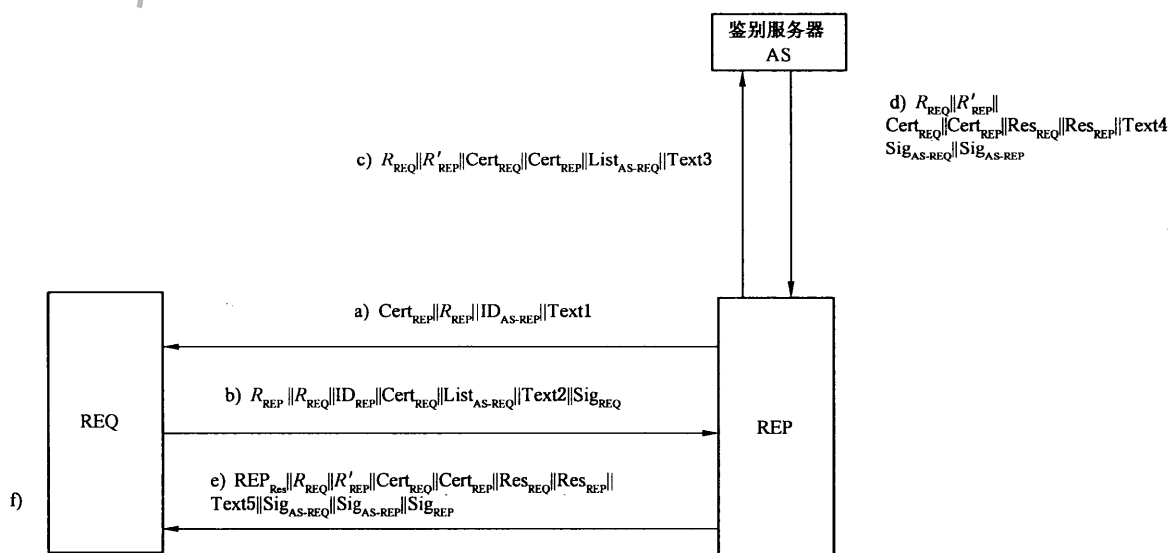 鉴别服务器
AS
d) R_REQ||R'_REP||
Cert_REQ||Cert_REP||Res_REQ||Res_REP||Text4
Sig_AS-REQ||Sig_AS-REP
c) R_REQ||R'_REP||Cert_REQ||Cert_REP||List_AS-REQ||Text3
a) Cert_REP||R_REP||ID_AS-REP||Text1
b) R_REP||R_REQ||ID_REP||Cert_REQ||List_AS-REQ||Text2||Sig_REQ
REQ
REP
e) REP_Res||R_REQ||R'_REP||Cert_REQ||Cert_REP||Res_REQ||Res_REP||
Text5||Sig_AS-REQ||Sig_AS-REP||Sig_REP
f)